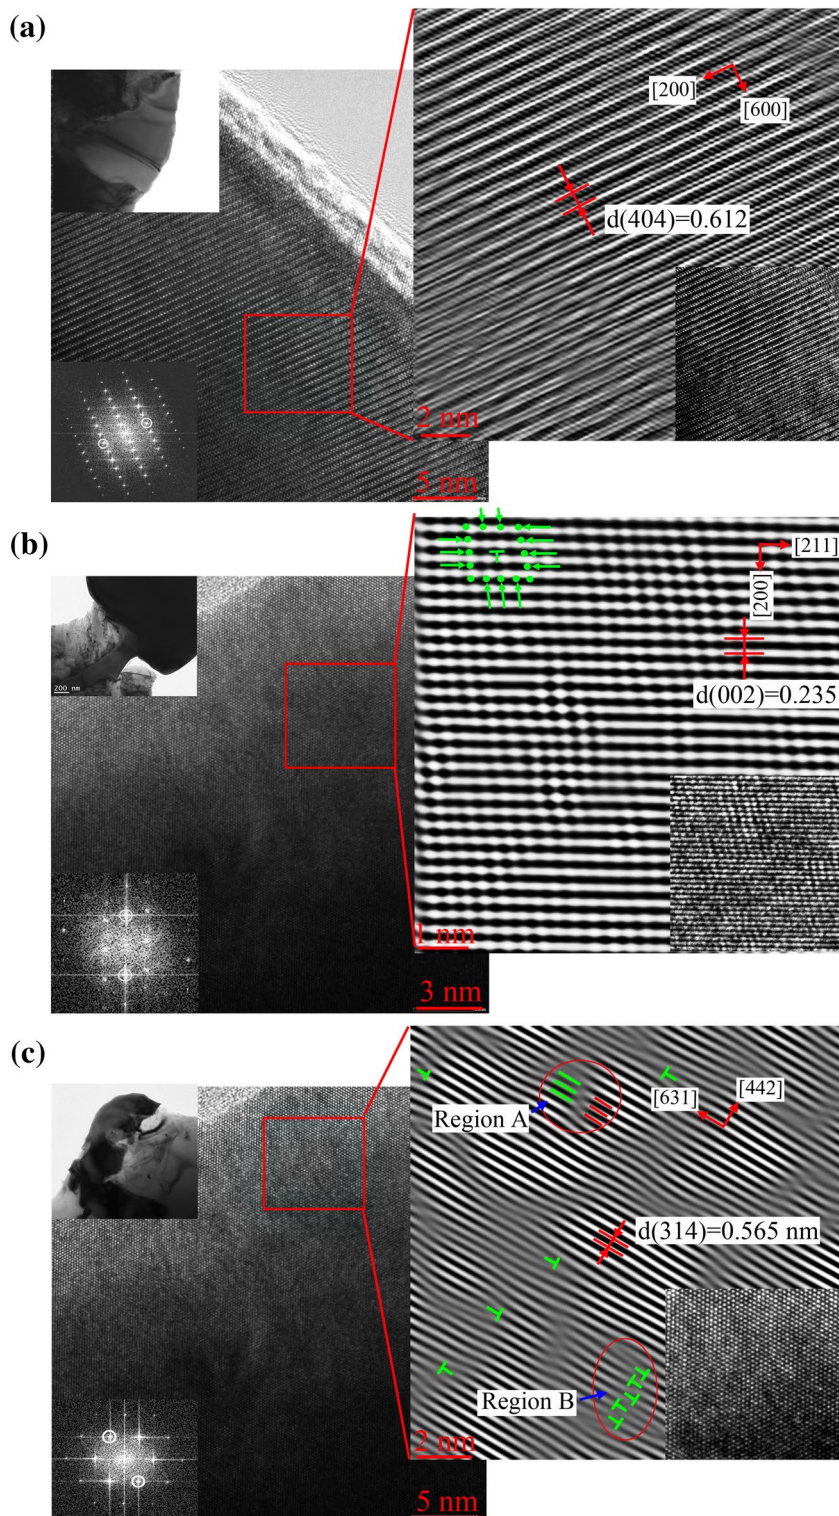 (a)
[200]
[600]
d(404)=0.612
2 nm
5 nm
(b)
[211]
[200]
200 nm
d(002)=0.235
1 nm
3 nm
(c)
Region A
[631]
[442]
d(314)=0.565 nm
Region B
2 nm
5 nm